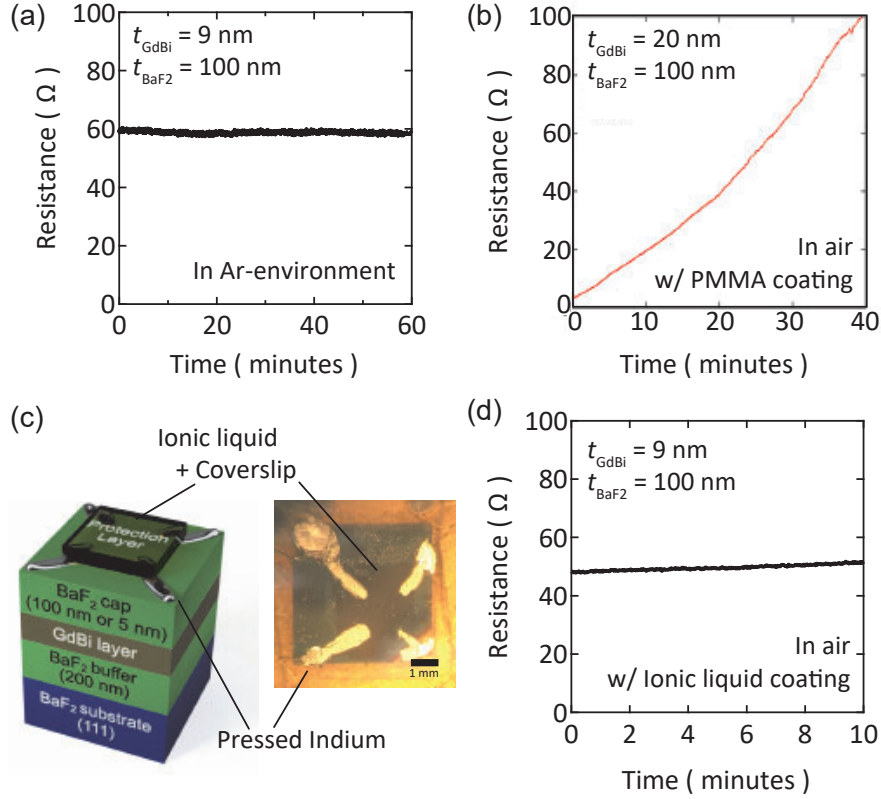 (a)
t_GdBi = 9 nm
t_BaF2 = 100 nm
In Ar-environment
Resistance ( Ω )
100
80
60
40
20
0
0 20 40 60
Time ( minutes )
(b)
t_GdBi = 20 nm
t_BaF2 = 100 nm
In air
w/ PMMA coating
Resistance ( Ω )
100
80
60
40
20
0
0 10 20 30 40
Time ( minutes )
(c)
Ionic liquid
+ Coverslip
Protection
Layer
BaF₂ cap
(100 nm or 5 nm)
GdBi layer
BaF₂ buffer
(200 nm)
BaF₂ substrate
(111)
1 mm
Pressed Indium
(d)
t_GdBi = 9 nm
t_BaF2 = 100 nm
In air
w/ Ionic liquid coating
Resistance ( Ω )
100
80
60
40
20
0
0 2 4 6 8 10
Time ( minutes )